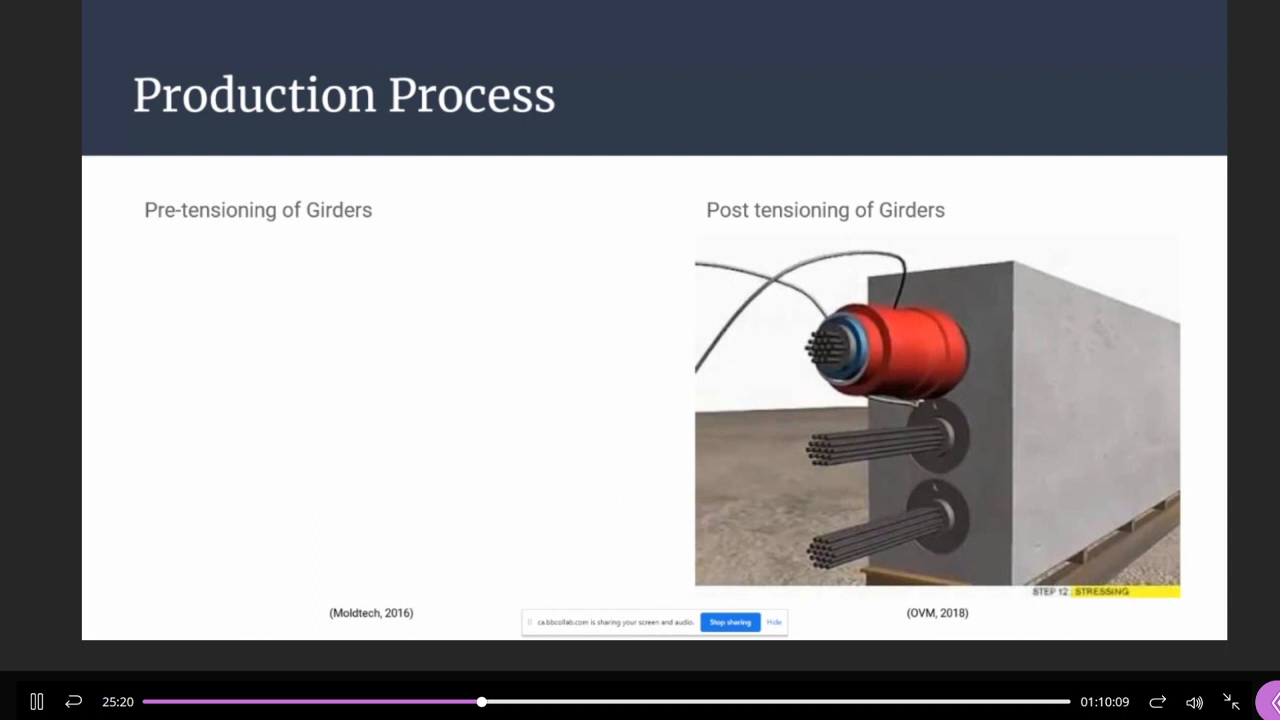 Production Process
Pre-tensioning of Girders
Post tensioning of Girders
STEP 12 : STRESSING
(Moldtech, 2016)
(OVM, 2018)
ca.bbcollab.com is sharing your screen and audio.
Stop sharing
Hide
25:20
01:10:09